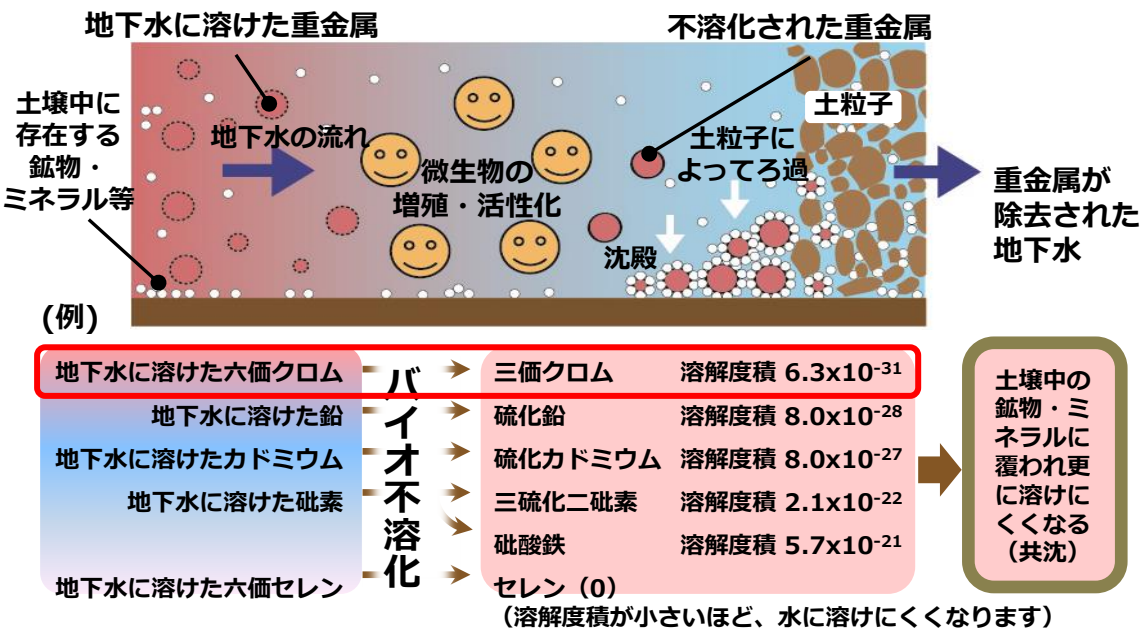 地下水に溶けた重金属
不溶化された重金属
土壌中に
存在する
鉱物・
ミネラル等
地下水の流れ
微生物の
増殖・活性化
土粒子に
よってろ過
土粒子
沈殿
重金属が
除去された
地下水
(例)
地下水に溶けた六価クロム
三価クロム 溶解度積 6.3x10⁻³¹
地下水に溶けた鉛
硫化鉛 溶解度積 8.0x10⁻²⁸
地下水に溶けたカドミウム
硫化カドミウム 溶解度積 8.0x10⁻²⁷
地下水に溶けた砒素
三硫化二砒素 溶解度積 2.1x10⁻²²
砒酸鉄 溶解度積 5.7x10⁻²¹
地下水に溶けた六価セレン
セレン（0）
バイオ不溶化
（溶解度積が小さいほど、水に溶けにくくなります）
土壌中の
鉱物・ミ
ネラルに
覆われ更
に溶けに
くくなる
（共沈）